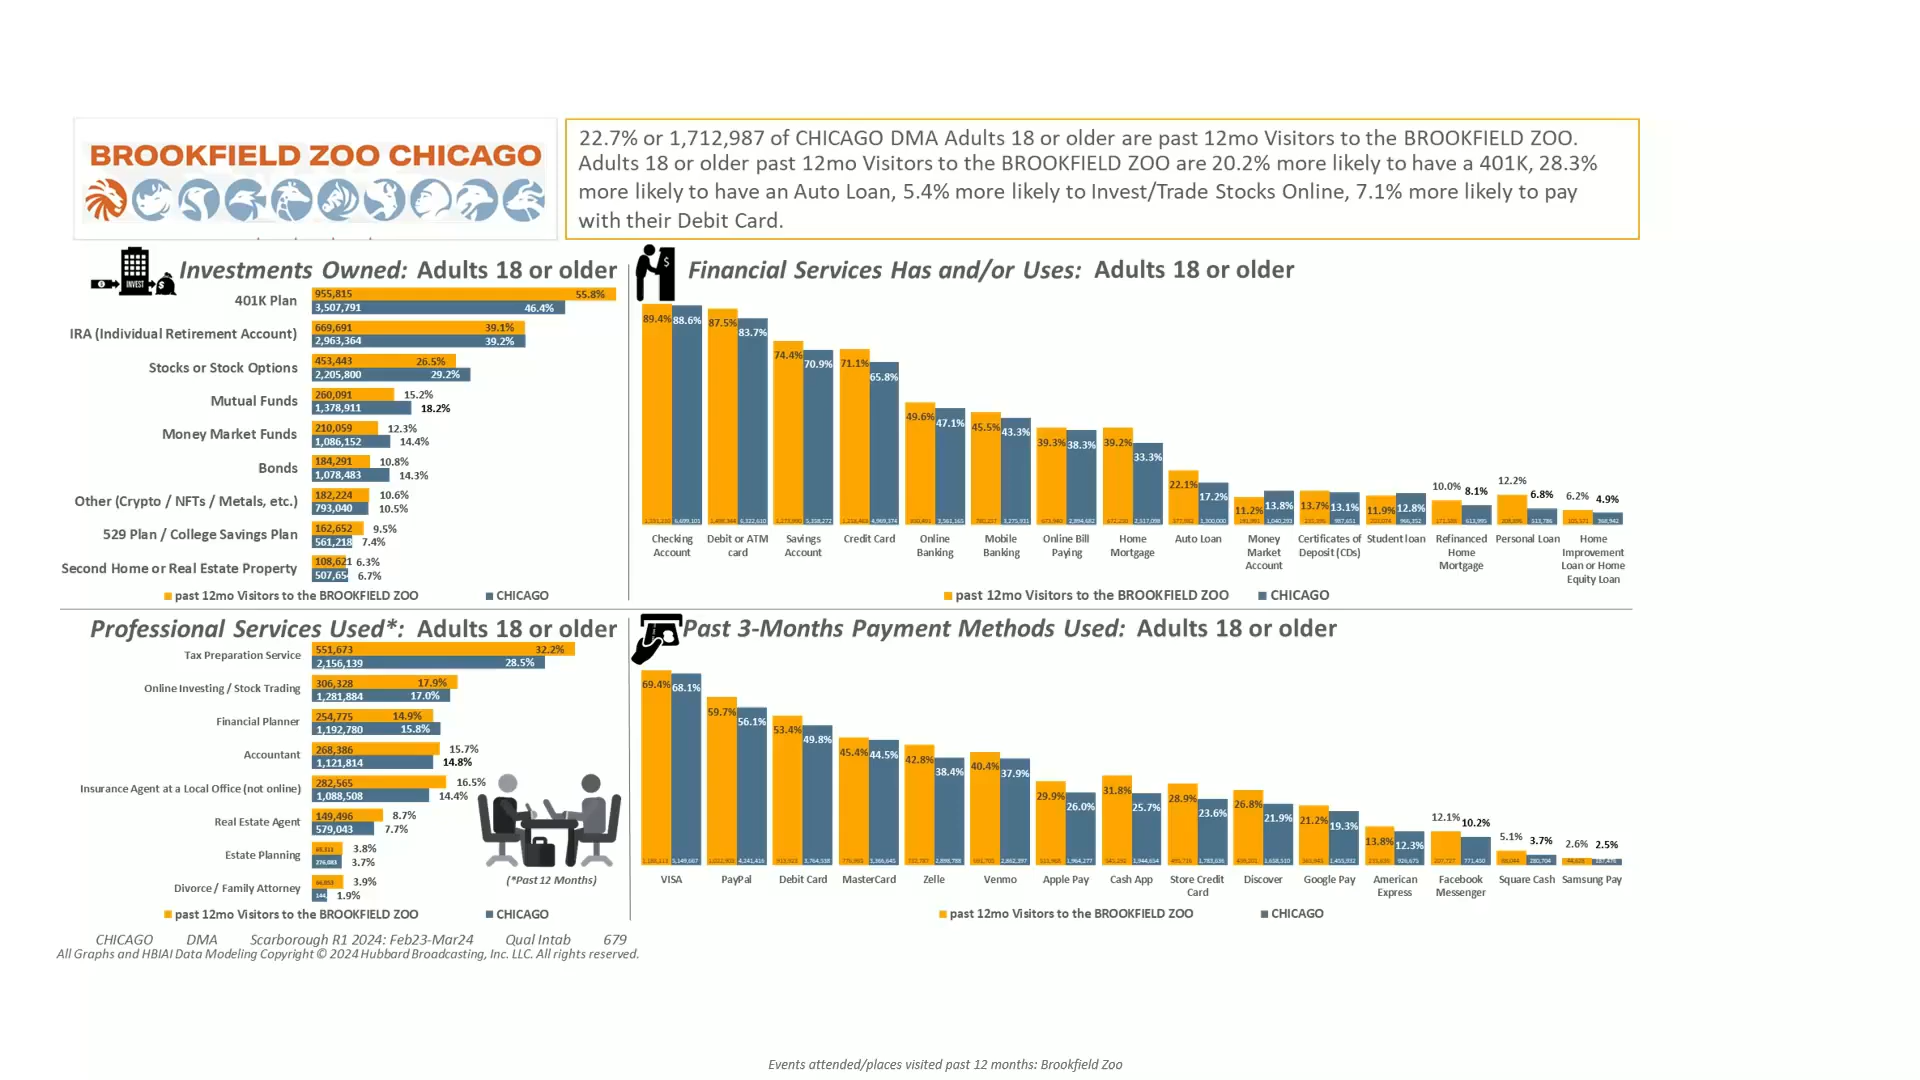 BROOKFIELD ZOO CHICAGO
22.7% or 1,712,987 of CHICAGO DMA Adults 18 or older are past 12mo Visitors to the BROOKFIELD ZOO.
Adults 18 or older past 12mo Visitors to the BROOKFIELD ZOO are 20.2% more likely to have a 401K, 28.3%
more likely to have an Auto Loan, 5.4% more likely to Invest/Trade Stocks Online, 7.1% more likely to pay
with their Debit Card.
INVEST
Investments Owned: Adults 18 or older
401K Plan
955,815 55.8%
3,507,791 46.4%
IRA (Individual Retirement Account)
669,691 39.1%
2,963,364 39.2%
Stocks or Stock Options
453,443 26.5%
2,205,800 29.2%
Mutual Funds
260,091 15.2%
1,378,911 18.2%
Money Market Funds
210,059 12.3%
1,086,152 14.4%
Bonds
184,291 10.8%
1,078,483 14.3%
Other (Crypto / NFTs / Metals, etc.)
182,224 10.6%
793,040 10.5%
529 Plan / College Savings Plan
162,652 9.5%
561,218 7.4%
Second Home or Real Estate Property
108,621 6.3%
507,654 6.7%
past 12mo Visitors to the BROOKFIELD ZOO CHICAGO
Financial Services Has and/or Uses: Adults 18 or older
89.4% 88.6%
87.5% 83.7%
74.4% 70.9%
71.1% 65.8%
49.6% 47.1%
45.5% 43.3%
39.3% 38.3%
39.2% 33.3%
22.1% 17.2%
11.2% 13.8%
13.7% 13.1%
11.9% 12.8%
10.0% 8.1%
12.2% 6.8%
6.2% 4.9%
Checking
Account
Debit or ATM
card
Savings
Account
Credit Card
Online
Banking
Mobile
Banking
Online Bill
Paying
Home
Mortgage
Auto Loan
Money
Market
Account
Certificates of
Deposit (CDs)
Student loan
Refinanced
Home
Mortgage
Personal Loan
Home
Improvement
Loan or Home
Equity Loan
past 12mo Visitors to the BROOKFIELD ZOO CHICAGO
Professional Services Used*: Adults 18 or older
Tax Preparation Service
551,673 32.2%
2,156,139 28.5%
Online Investing / Stock Trading
306,328 17.9%
1,281,884 17.0%
Financial Planner
254,775 14.9%
1,192,780 15.8%
Accountant
268,386 15.7%
1,121,814 14.8%
Insurance Agent at a Local Office (not online)
282,565 16.5%
1,088,508 14.4%
Real Estate Agent
149,496 8.7%
579,043 7.7%
Estate Planning
3.8%
276,083 3.7%
Divorce / Family Attorney
3.9%
1.9%
(*Past 12 Months)
past 12mo Visitors to the BROOKFIELD ZOO CHICAGO
Past 3-Months Payment Methods Used: Adults 18 or older
69.4% 68.1%
59.7% 56.1%
53.4% 49.8%
45.4% 44.5%
42.8% 38.4%
40.4% 37.9%
29.9% 26.0%
31.8% 25.7%
28.9% 23.6%
26.8% 21.9%
21.2% 19.3%
13.8% 12.3%
12.1% 10.2%
5.1% 3.7%
2.6% 2.5%
VISA
PayPal
Debit Card
MasterCard
Zelle
Venmo
Apple Pay
Cash App
Store Credit
Card
Discover
Google Pay
American
Express
Facebook
Messenger
Square Cash
Samsung Pay
past 12mo Visitors to the BROOKFIELD ZOO CHICAGO
CHICAGO DMA Scarborough R1 2024: Feb23-Mar24 Qual Intab 679
All Graphs and HBIAI Data Modeling Copyright © 2024 Hubbard Broadcasting, Inc. LLC. All rights reserved.
Events attended/places visited past 12 months: Brookfield Zoo